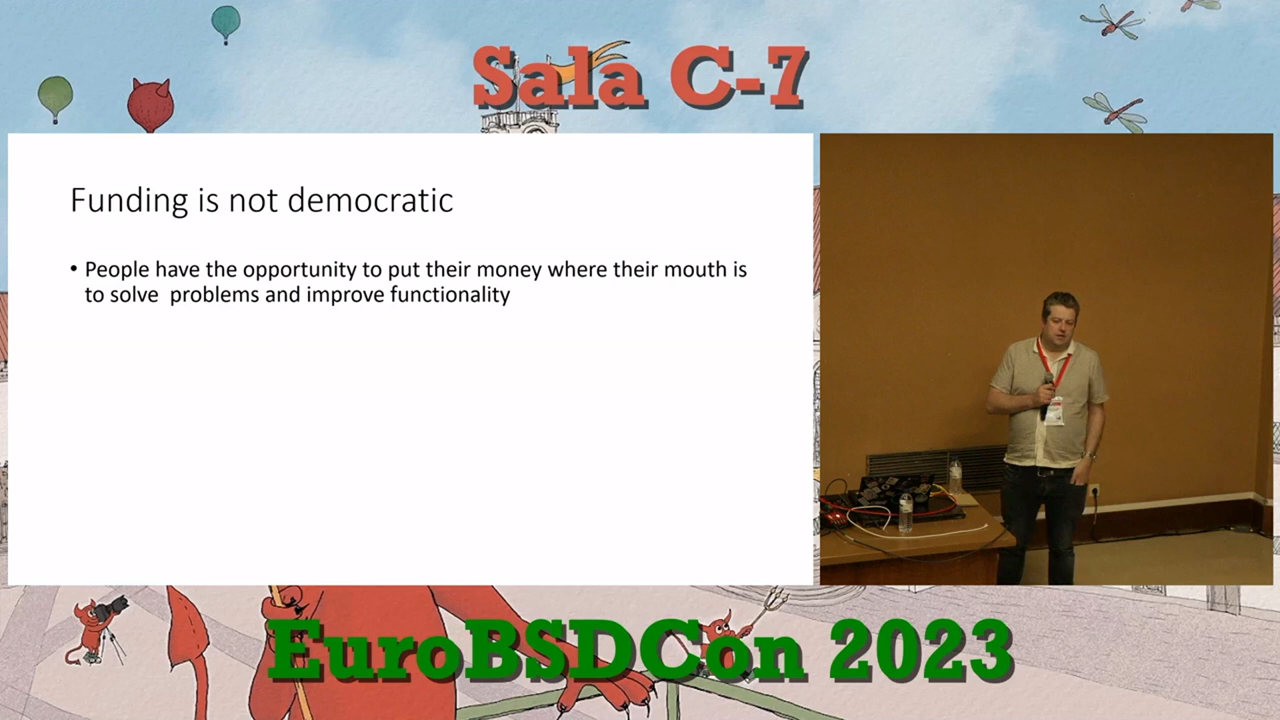 Sala C-7
Funding is not democratic
• People have the opportunity to put their money where their mouth is
to solve  problems and improve functionality
EuroBSDCon 2023